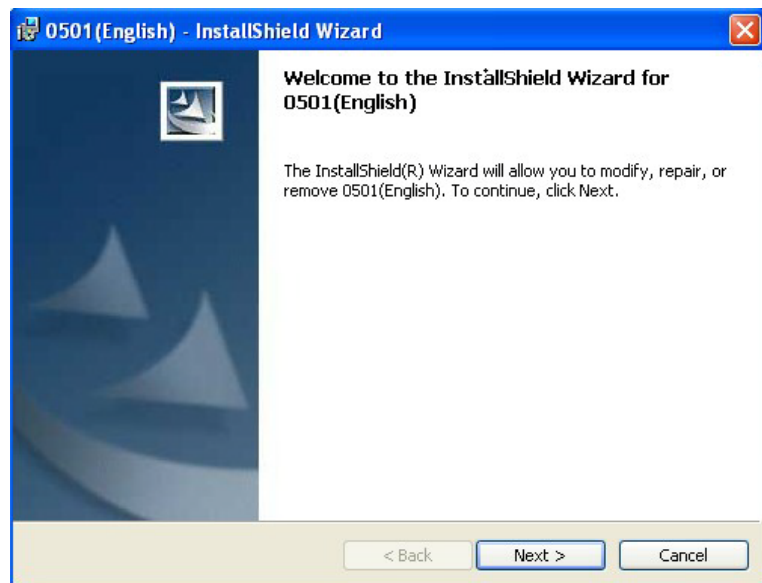 0501(English) - InstallShield Wizard
Welcome to the InstallShield Wizard for
0501(English)
The InstallShield(R) Wizard will allow you to modify, repair, or
remove 0501(English). To continue, click Next.
< Back Next > Cancel